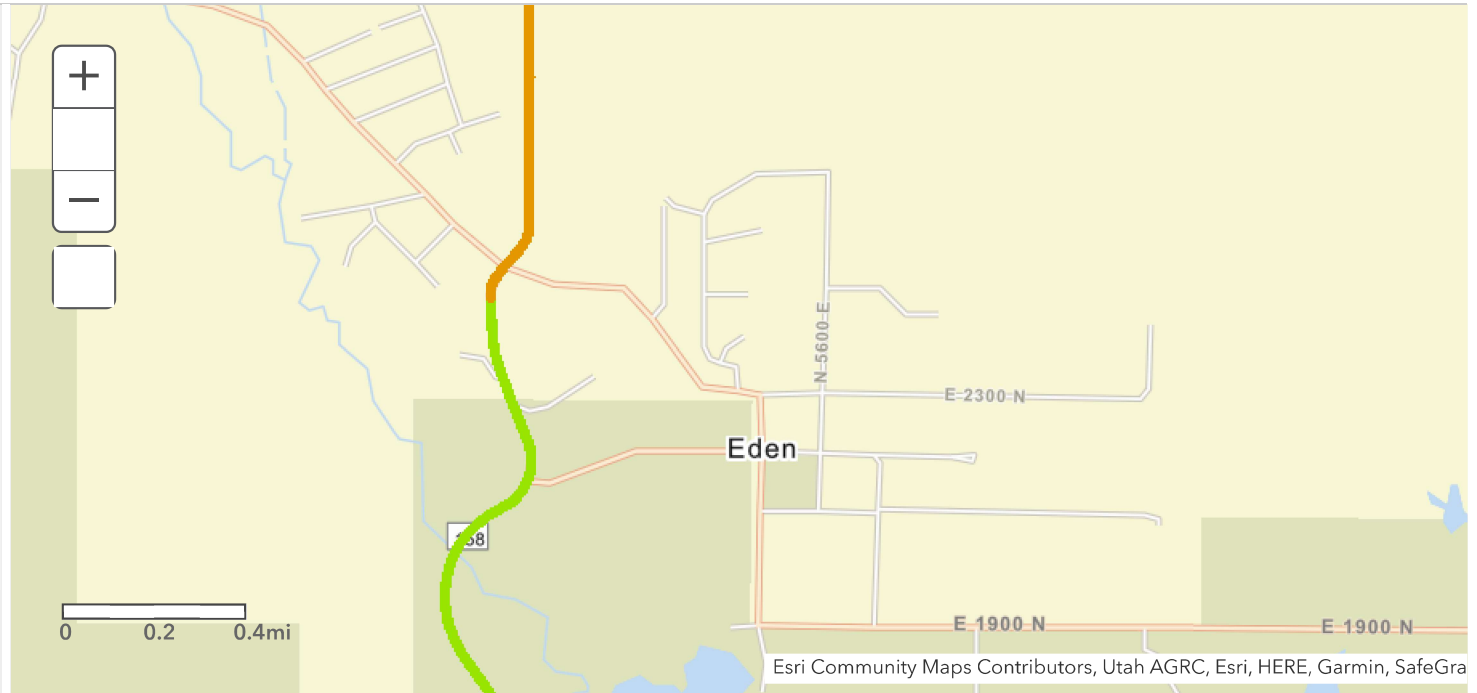 +
N 5600 E
E 2300 N
Eden
−
0 0.2 0.4mi
E 1900 N
E 1900 N
Esri Community Maps Contributors, Utah AGRC, Esri, HERE, Garmin, SafeGra